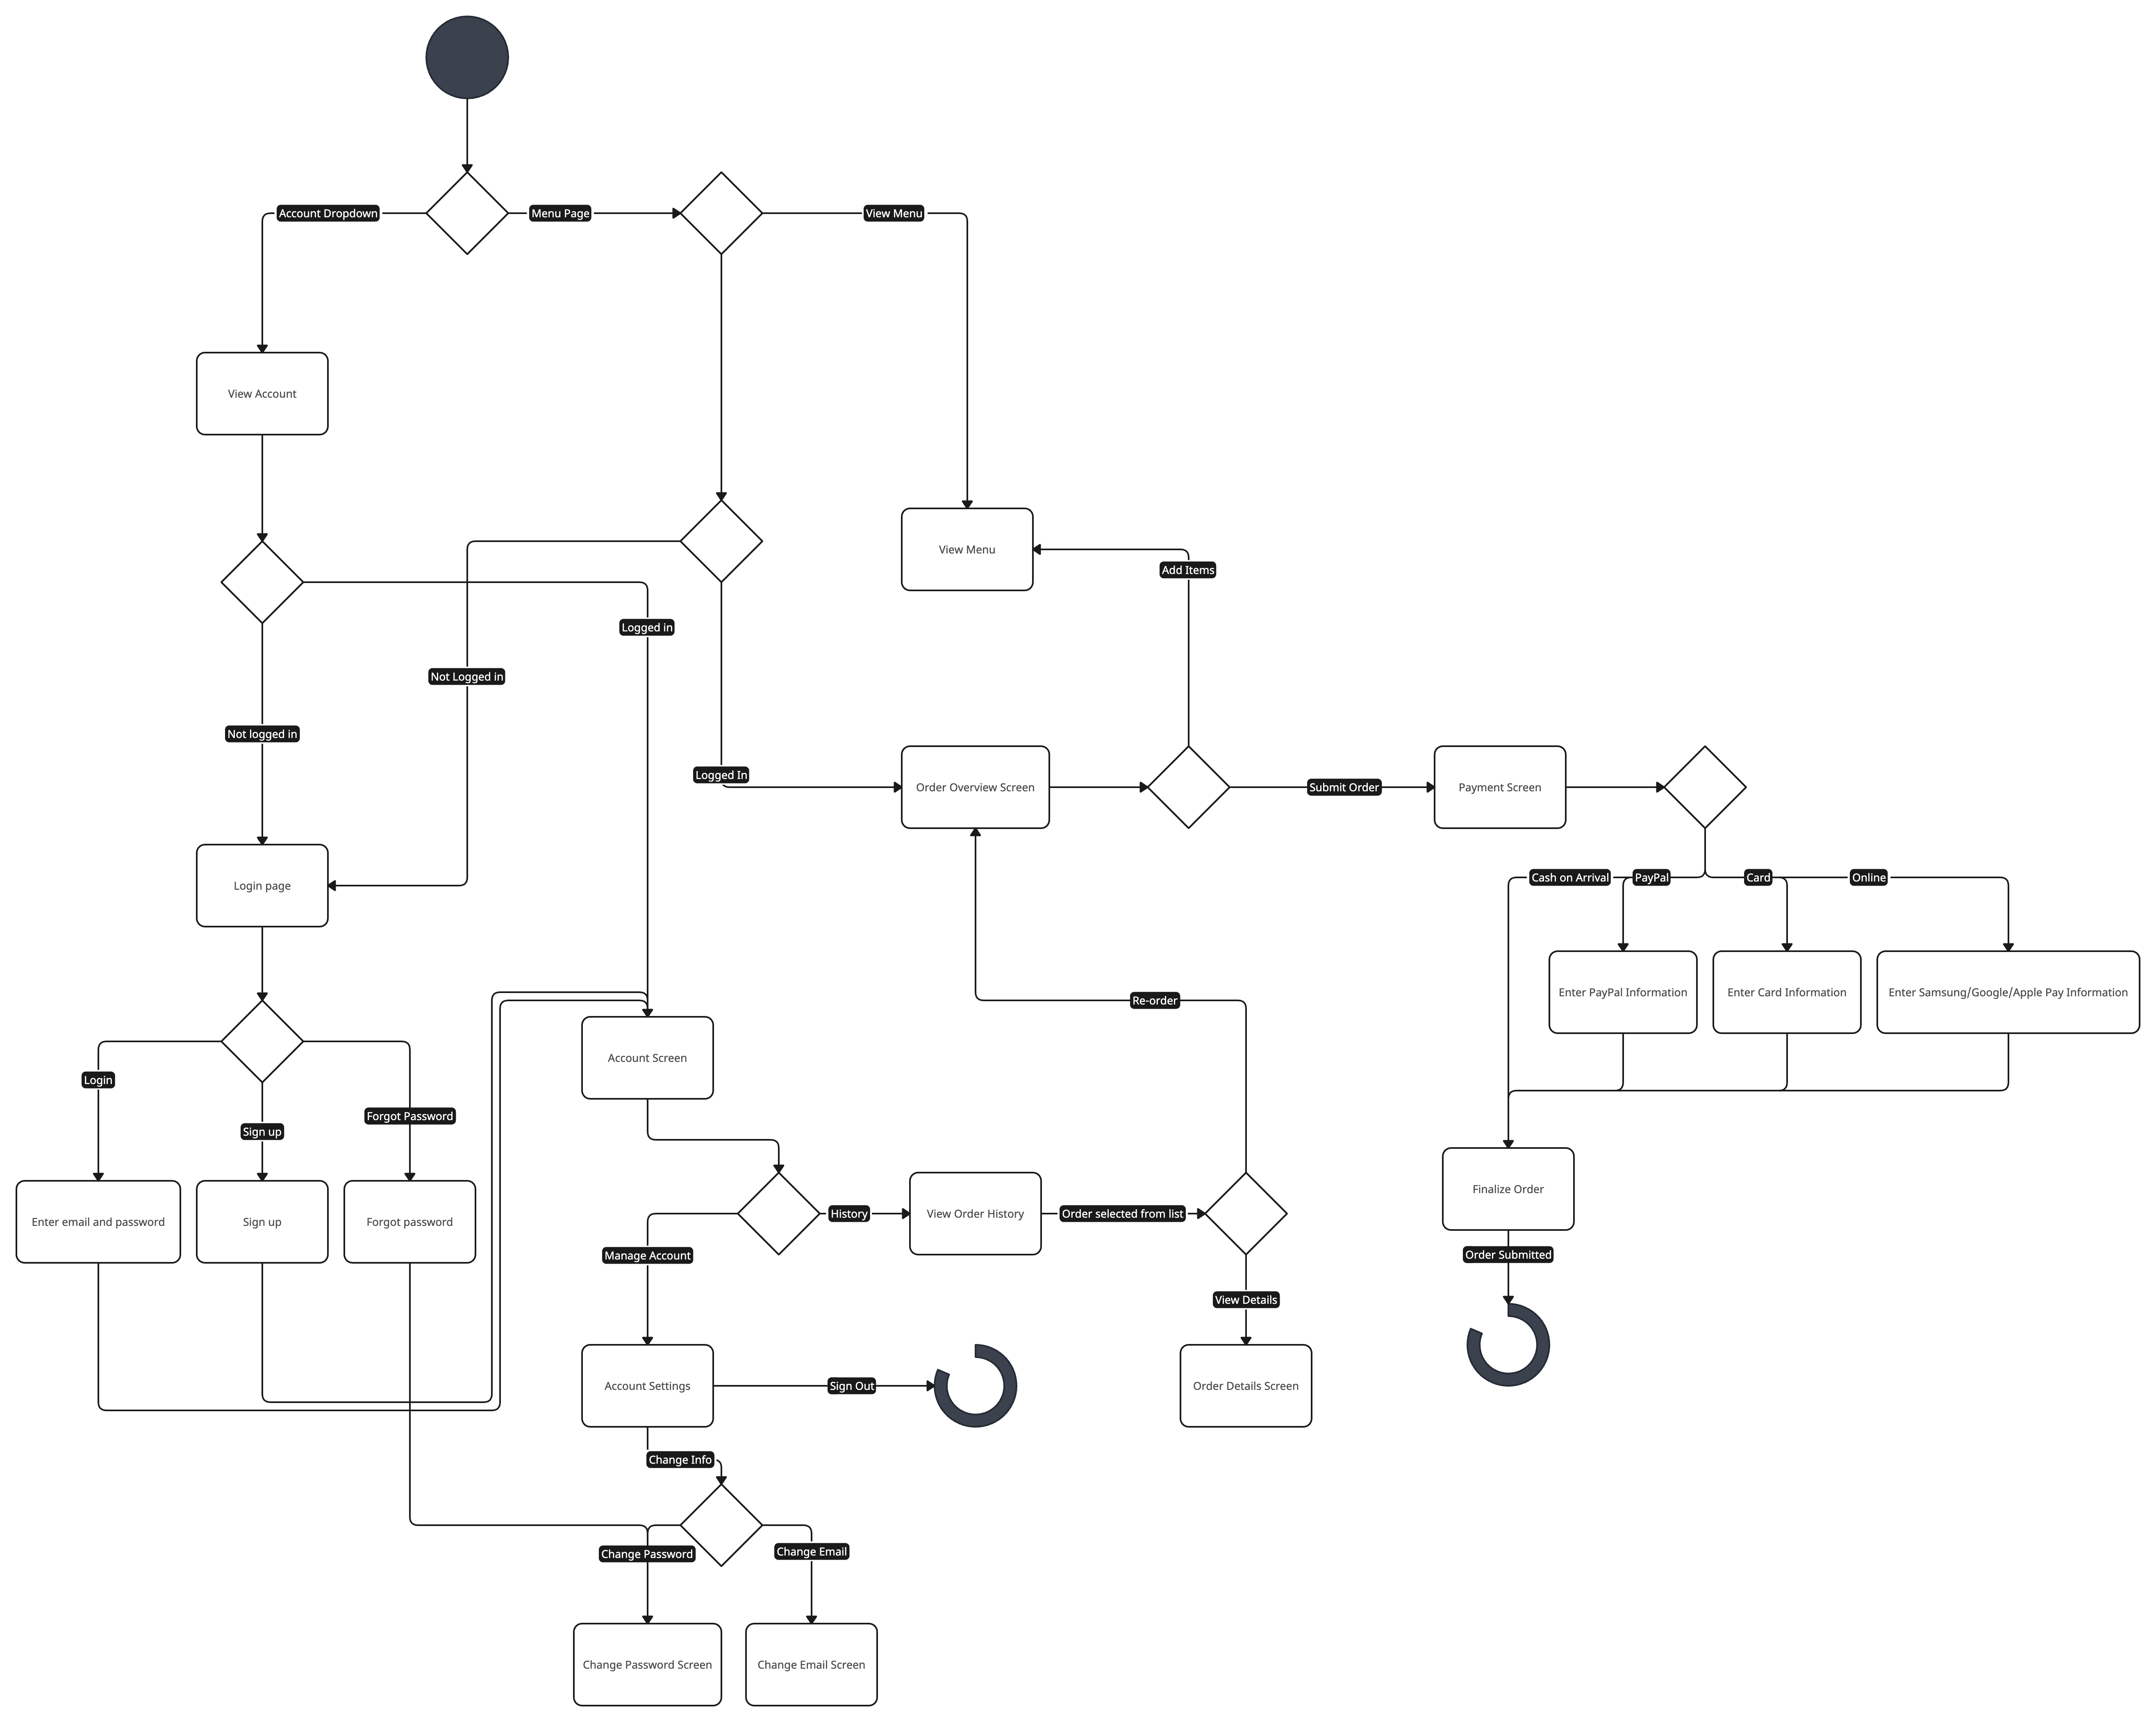 Account Dropdown
Menu Page
View Menu
View Account
View Menu
Add Items
Logged in
Not Logged in
Not logged in
Logged In
Order Overview Screen
Submit Order
Payment Screen
Login page
Cash on Arrival
PayPal
Card
Online
Enter PayPal Information
Enter Card Information
Enter Samsung/Google/Apple Pay Information
Re-order
Account Screen
Login
Forgot Password
Sign up
Enter email and password
Sign up
Forgot password
History
View Order History
Order selected from list
Finalize Order
Manage Account
Order Submitted
View Details
Account Settings
Sign Out
Order Details Screen
Change Info
Change Password
Change Email
Change Password Screen
Change Email Screen